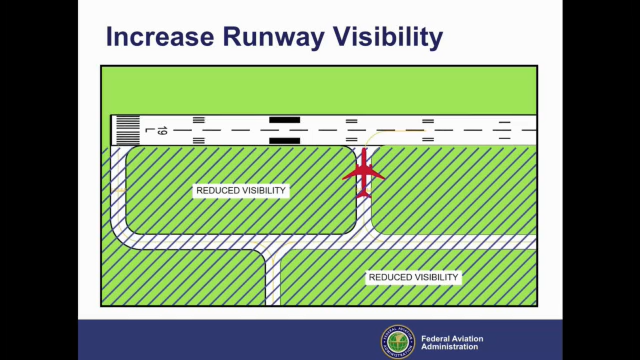 Increase Runway Visibility
19
L
REDUCED VISIBILITY
REDUCED VISIBILITY
Federal Aviation
Administration